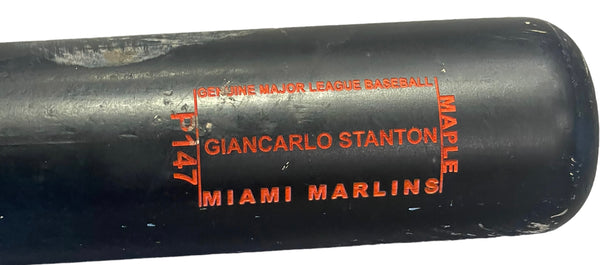 GENUINE MAJOR LEAGUE BASEBALL
P147
GIANCARLO STANTON
MAPLE
MIAMI MARLINS